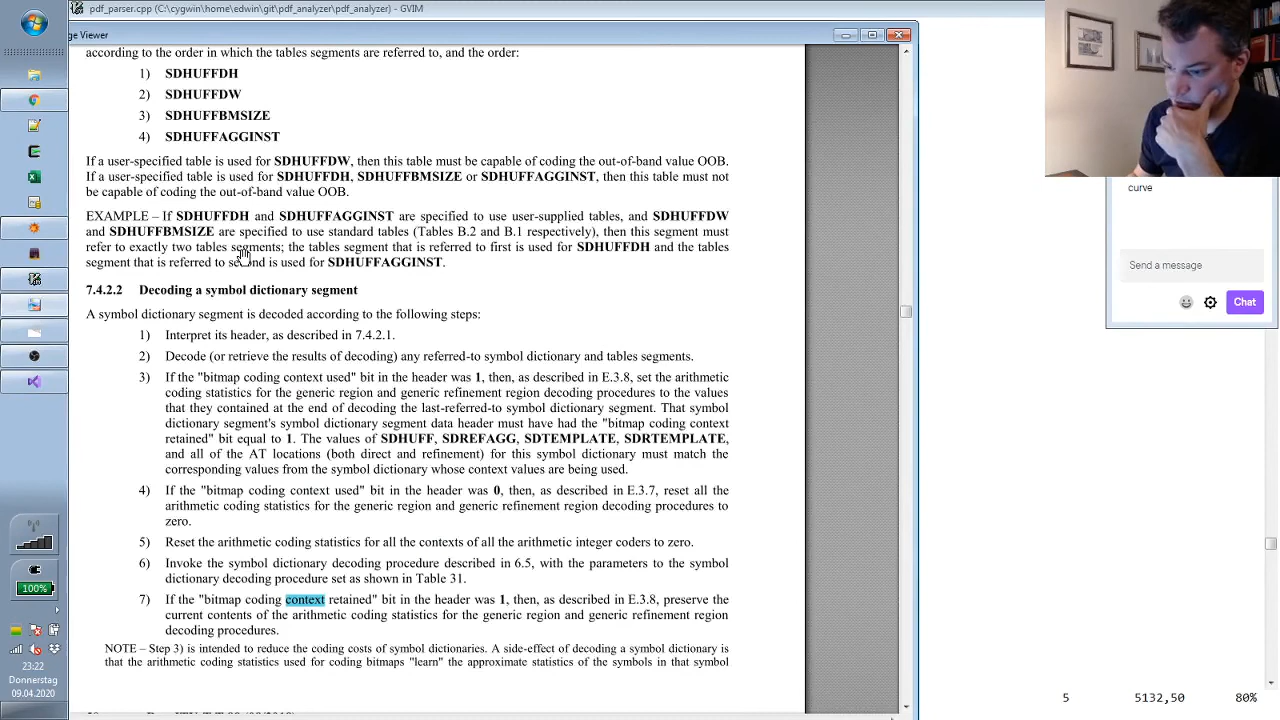 pdf_parser.cpp (C:\cygwin\home\edwin\git\pdf_analyzer\pdf_analyzer) - GVIM
ge Viewer
according to the order in which the tables segments are referred to, and the order:
1) SDHUFFDH
2) SDHUFFDW
3) SDHUFFBMSIZE
4) SDHUFFAGGINST
If a user-specified table is used for SDHUFFDW, then this table must be capable of coding the out-of-band value OOB.
If a user-specified table is used for SDHUFFDH, SDHUFFBMSIZE or SDHUFFAGGINST, then this table must not
be capable of coding the out-of-band value OOB.
EXAMPLE – If SDHUFFDH and SDHUFFAGGINST are specified to use user-supplied tables, and SDHUFFDW
and SDHUFFBMSIZE are specified to use standard tables (Tables B.2 and B.1 respectively), then this segment must
refer to exactly two tables segments; the tables segment that is referred to first is used for SDHUFFDH and the tables
segment that is referred to second is used for SDHUFFAGGINST.
7.4.2.2 Decoding a symbol dictionary segment
A symbol dictionary segment is decoded according to the following steps:
1) Interpret its header, as described in 7.4.2.1.
2) Decode (or retrieve the results of decoding) any referred-to symbol dictionary and tables segments.
3) If the "bitmap coding context used" bit in the header was 1, then, as described in E.3.8, set the arithmetic
coding statistics for the generic region and generic refinement region decoding procedures to the values
that they contained at the end of decoding the last-referred-to symbol dictionary segment. That symbol
dictionary segment's symbol dictionary segment data header must have had the "bitmap coding context
retained" bit equal to 1. The values of SDHUFF, SDREFAGG, SDTEMPLATE, SDRTEMPLATE,
and all of the AT locations (both direct and refinement) for this symbol dictionary must match the
corresponding values from the symbol dictionary whose context values are being used.
4) If the "bitmap coding context used" bit in the header was 0, then, as described in E.3.7, reset all the
arithmetic coding statistics for the generic region and generic refinement region decoding procedures to
zero.
5) Reset the arithmetic coding statistics for all the contexts of all the arithmetic integer coders to zero.
6) Invoke the symbol dictionary decoding procedure described in 6.5, with the parameters to the symbol
dictionary decoding procedure set as shown in Table 31.
7) If the "bitmap coding context retained" bit in the header was 1, then, as described in E.3.8, preserve the
current contents of the arithmetic coding statistics for the generic region and generic refinement region
decoding procedures.
NOTE – Step 3) is intended to reduce the coding costs of symbol dictionaries. A side-effect of decoding a symbol dictionary is
that the arithmetic coding statistics used for coding bitmaps "learn" the approximate statistics of the symbols in that symbol
curve
Send a message
Chat
100%
23:22
Donnerstag
09.04.2020
5 5132,50 80%